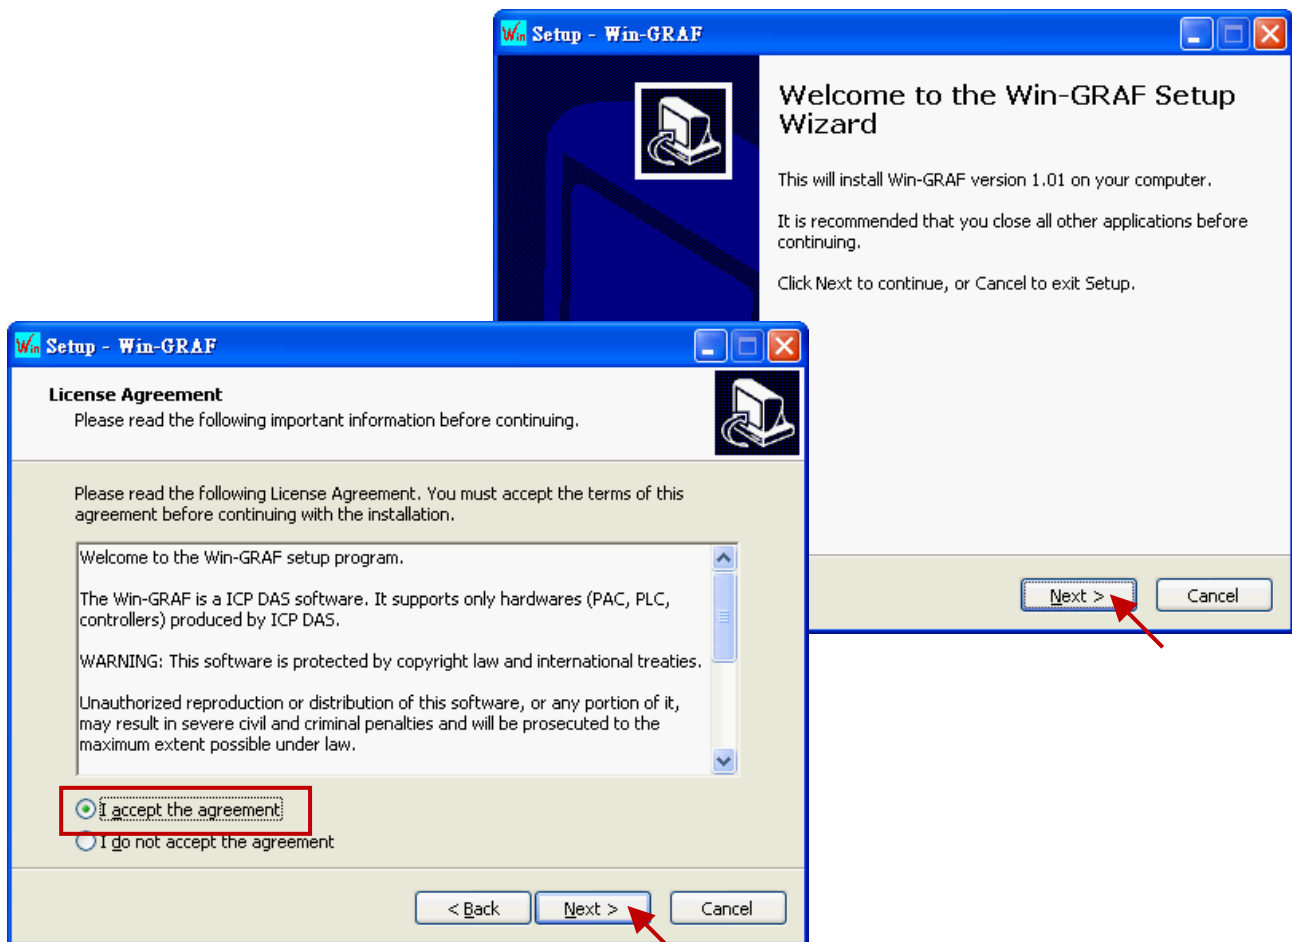 Win Setup - Win-GRAF
Welcome to the Win-GRAF Setup
Wizard
This will install Win-GRAF version 1.01 on your computer.
It is recommended that you close all other applications before
continuing.
Click Next to continue, or Cancel to exit Setup.
Next >
Cancel
Win Setup - Win-GRAF
License Agreement
Please read the following important information before continuing.
Please read the following License Agreement. You must accept the terms of this
agreement before continuing with the installation.
Welcome to the Win-GRAF setup program.
The Win-GRAF is a ICP DAS software. It supports only hardwares (PAC, PLC,
controllers) produced by ICP DAS.
WARNING: This software is protected by copyright law and international treaties.
Unauthorized reproduction or distribution of this software, or any portion of it,
may result in severe civil and criminal penalties and will be prosecuted to the
maximum extent possible under law.
I accept the agreement
I do not accept the agreement
< Back
Next >
Cancel